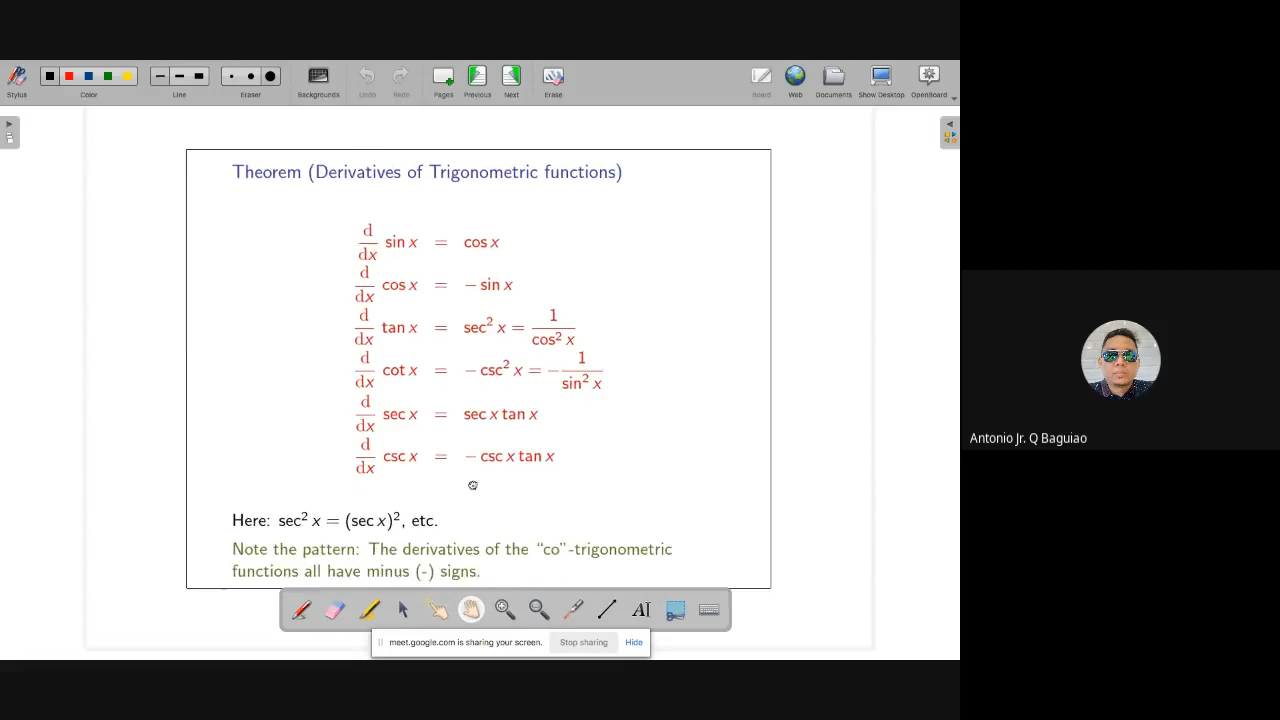 Stylus
Color
Line
Eraser
Backgrounds
Undo
Redo
Pages
Previous
Next
Erase
Board
Web
Documents
Show Desktop
OpenBoard
Theorem (Derivatives of Trigonometric functions)
d/dx sin x = cos x
d/dx cos x = − sin x
d/dx tan x = sec² x = 1/cos² x
d/dx cot x = − csc² x = − 1/sin² x
d/dx sec x = sec x tan x
d/dx csc x = − csc x tan x
Here: sec² x = (sec x)², etc.
Note the pattern: The derivatives of the “co”-trigonometric
functions all have minus (-) signs.
AI
meet.google.com is sharing your screen.
Stop sharing
Hide
Antonio Jr. Q Baguiao